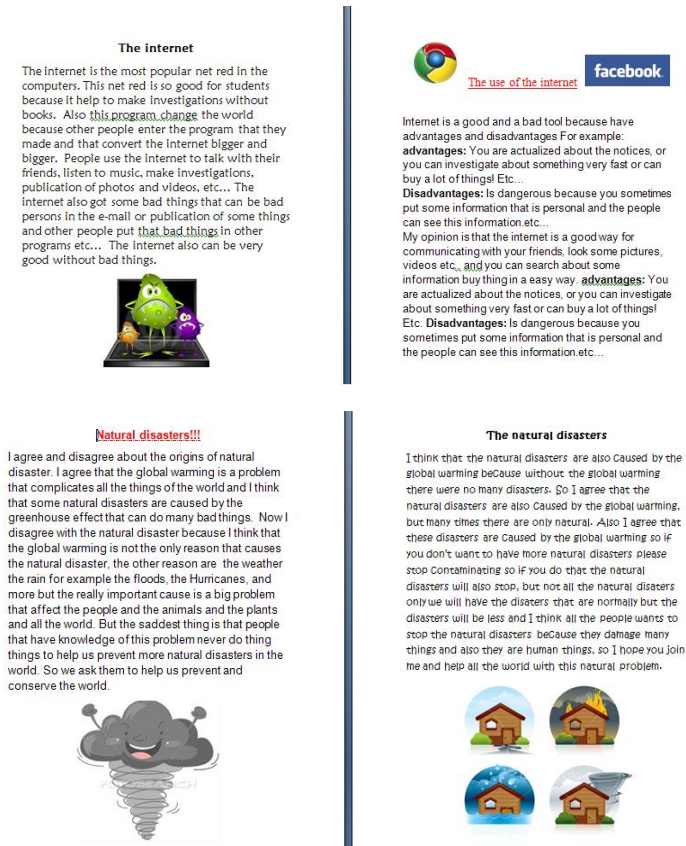 The internet
The internet is the most popular net red in the
computers. This net red is so good for students
because it help to make investigations without
books.  Also this program change the world
because other people enter the program that they
made and that convert the internet bigger and
bigger.  People use the internet to talk with their
friends, listen to music, make investigations,
publication of photos and videos, etc... The
internet also got some bad things that can be bad
persons in the e-mail or publication of some things
and other people put that bad things in other
programs etc...  The internet also can be very
good without bad things.
The use of the internet
facebook
Internet is a good and a bad tool because have
advantages and disadvantages For example:
advantages: You are actualized about the notices, or
you can investigate about something very fast or can
buy a lot of things! Etc...
Disadvantages: Is dangerous because you sometimes
put some information that is personal and the people
can see this information.etc...
My opinion is that the internet is a good way for
communicating with your friends, look some pictures,
videos etc,. and you can search about some
information buy thing in a easy way. advantages: You
are actualized about the notices, or you can investigate
about something very fast or can buy a lot of things!
Etc. Disadvantages: Is dangerous because you
sometimes put some information that is personal and
the people can see this information.etc...
Natural disasters!!!
I agree and disagree about the origins of natural
disaster. I agree that the global warming is a problem
that complicates all the things of the world and I think
that some natural disasters are caused by the
greenhouse effect that can do many bad things.  Now I
disagree with the natural disaster because I think that
the global warming is not the only reason that causes
the natural disaster, the other reason are  the weather
the rain for example the floods, the Hurricanes, and
more but the really important cause is a big problem
that affect the people and the animals and the plants
and all the world. But the saddest thing is that people
that have knowledge of this problem never do thing
things to help us prevent more natural disasters in the
world. So we ask them to help us prevent and
conserve the world.
The natural disasters
I think that the natural disasters are also Caused by the
global warming because without the global warming
there were no many disasters. So I agree that the
natural disasters are also Caused by the global warming,
but many times there are only natural. Also I agree that
these disasters are Caused by the global warming so if
you don't want to have more natural disasters please
stop Contaminating so if you do that the natural
disasters will also stop, but not all the natural disaters
only we will have the disaters that are normally but the
disasters will be less and I think all the people wants to
stop the natural disasters because they damage many
things and also they are human things, so I hope you join
me and help all the world with this natural problem.